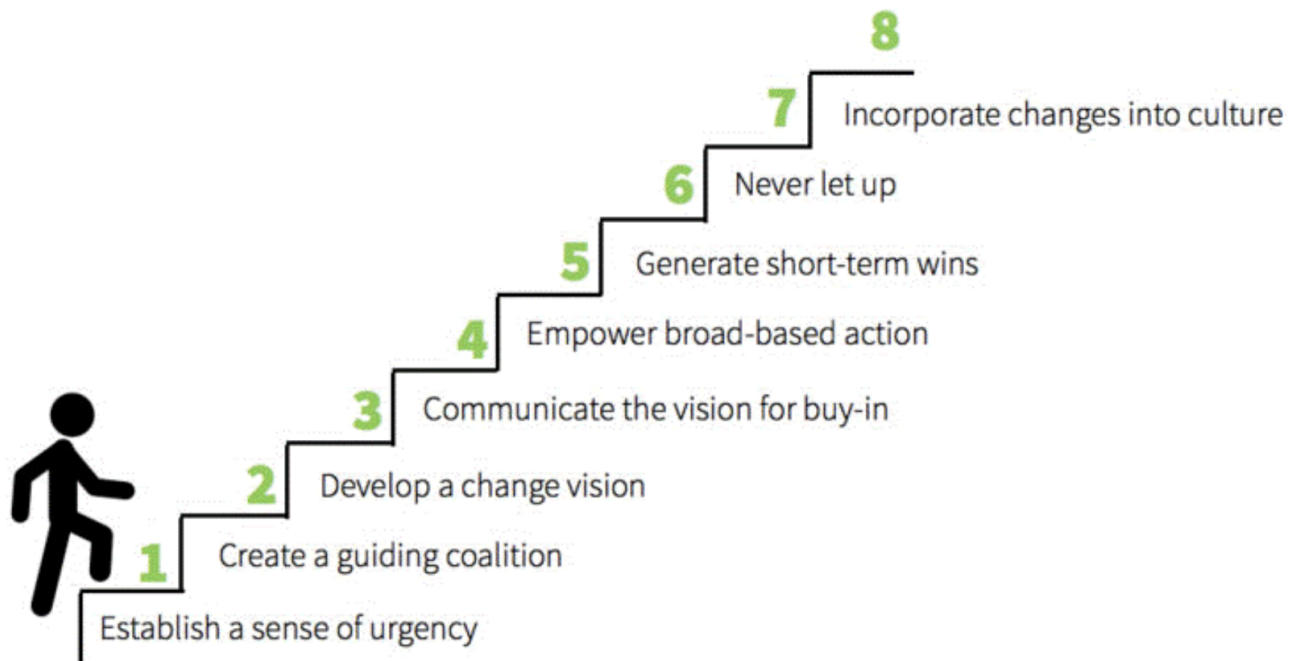 8
7
Incorporate changes into culture
6
Never let up
5
Generate short-term wins
4
Empower broad-based action
3
Communicate the vision for buy-in
2
Develop a change vision
1
Create a guiding coalition
Establish a sense of urgency